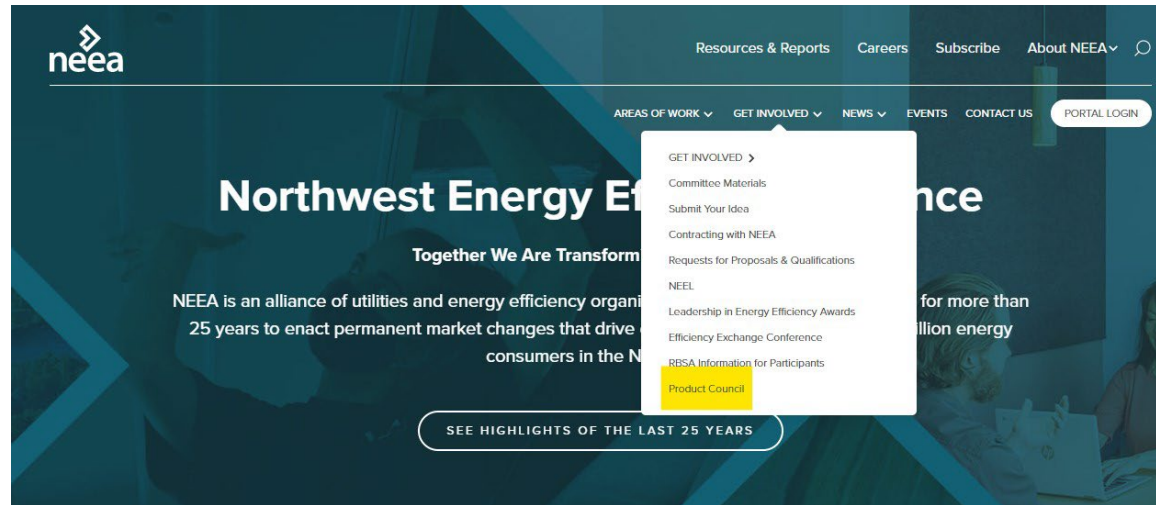 neea
Resources & Reports Careers Subscribe About NEEA
AREAS OF WORK GET INVOLVED NEWS EVENTS CONTACT US PORTAL LOGIN
GET INVOLVED
Committee Materials
Submit Your Idea
Contracting with NEEA
Requests for Proposals & Qualifications
NEEL
Leadership in Energy Efficiency Awards
Efficiency Exchange Conference
RBSA Information for Participants
Product Council
Northwest Energy Ef nce
Together We Are Transform
NEEA is an alliance of utilities and energy efficiency organi for more than
25 years to enact permanent market changes that drive llion energy
consumers in the N
SEE HIGHLIGHTS OF THE LAST 25 YEARS